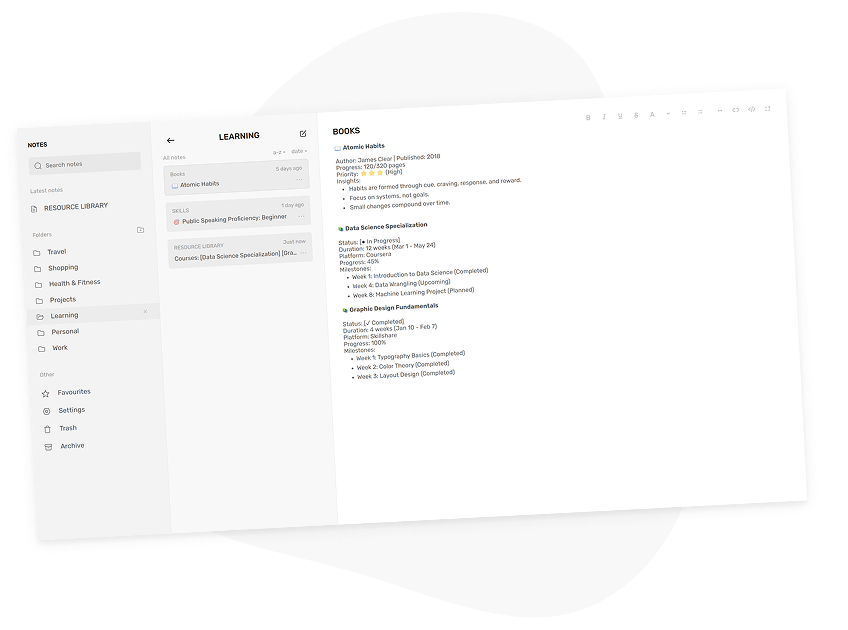 NOTES
Search notes
Latest notes
RESOURCE LIBRARY
Folders
Travel
Shopping
Health & Fitness
Projects
Learning
Personal
Work
Other
Favourites
Settings
Trash
Archive
LEARNING
All notes
a-z
date
Books
5 days ago
Atomic Habits
...
SKILLS
1 day ago
Public Speaking Proficiency: Beginner
...
RESOURCE LIBRARY
Just now
Courses: [Data Science Specialization] [Gra...
...
B I U S A
BOOKS
📖 Atomic Habits
Author: James Clear | Published: 2018
Progress: 120/320 pages
Priority: ⭐⭐⭐ (High)
Insights:
• Habits are formed through cue, craving, response, and reward.
• Focus on systems, not goals.
• Small changes compound over time.
📚 Data Science Specialization
Status: [● In Progress]
Duration: 12 weeks (Mar 1 - May 24)
Platform: Coursera
Progress: 45%
Milestones:
• Week 1: Introduction to Data Science (Completed)
• Week 4: Data Wrangling (Upcoming)
• Week 8: Machine Learning Project (Planned)
📚 Graphic Design Fundamentals
Status: [✓ Completed]
Duration: 4 weeks (Jan 10 - Feb 7)
Platform: Skillshare
Progress: 100%
Milestones:
• Week 1: Typography Basics (Completed)
• Week 2: Color Theory (Completed)
• Week 3: Layout Design (Completed)